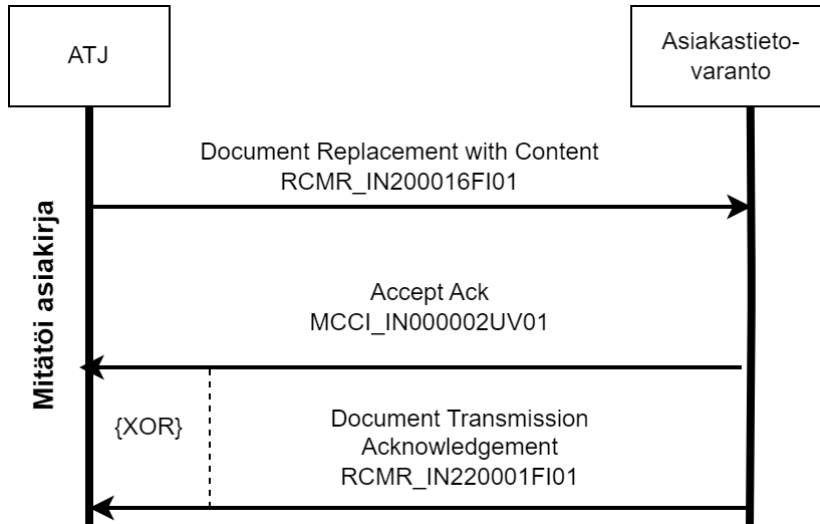 ATJ
Asiakastieto-
varanto
Document Replacement with Content
RCMR_IN200016FI01
Mitätöi asiakirja
Accept Ack
MCCI_IN000002UV01
{XOR}
Document Transmission
Acknowledgement
RCMR_IN220001FI01